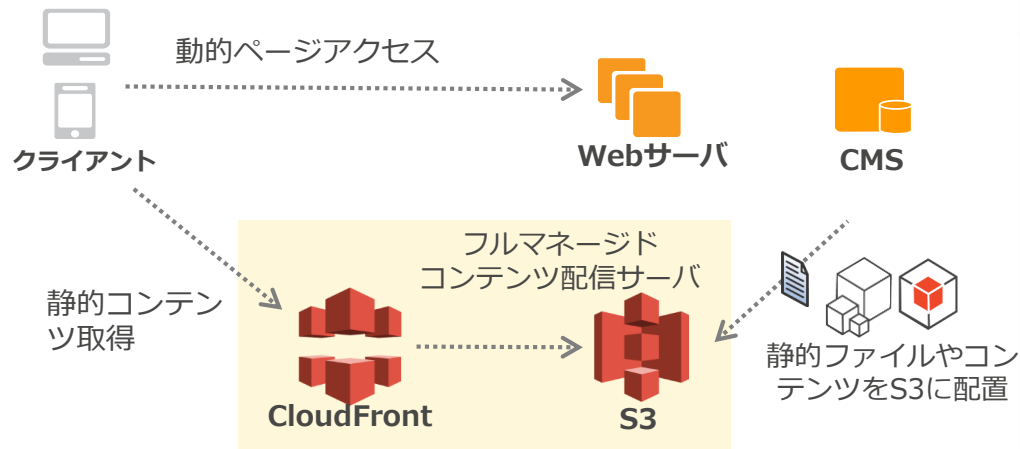 動的ページアクセス
クライアント
Webサーバ
CMS
フルマネージド
コンテンツ配信サーバ
静的コンテン
ツ取得
CloudFront
S3
静的ファイルやコン
テンツをS3に配置